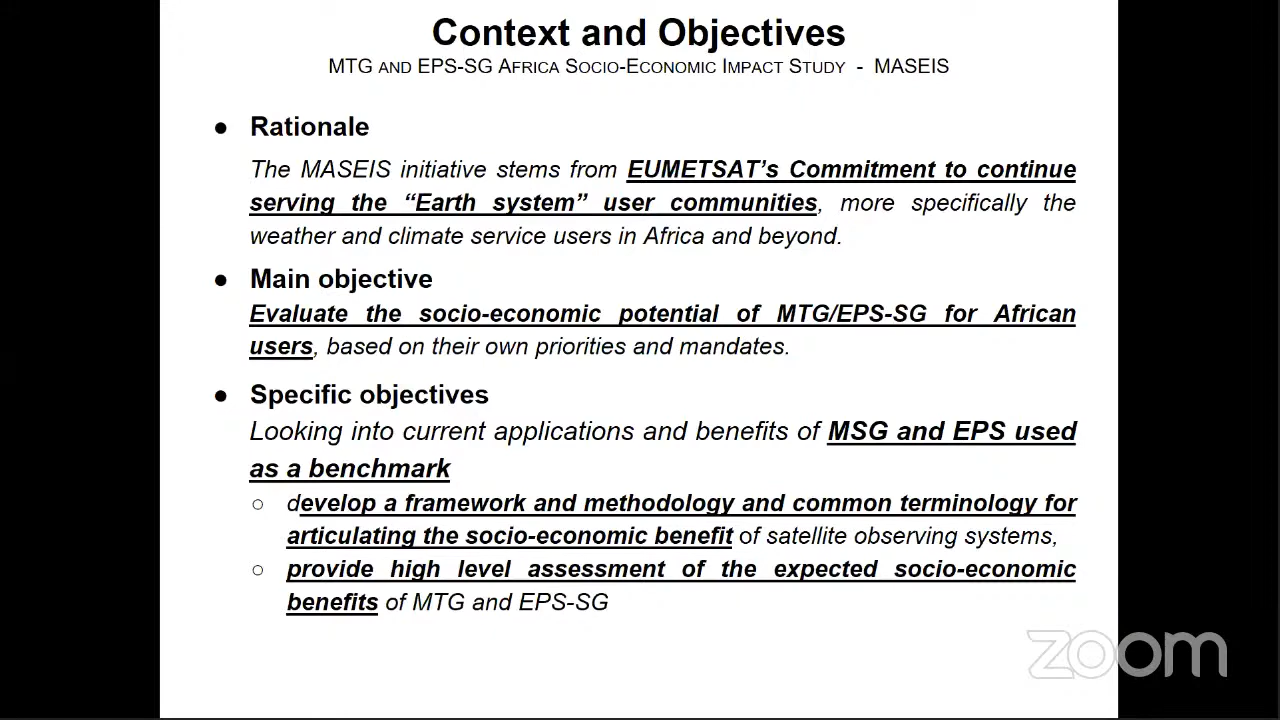 Context and Objectives
MTG AND EPS-SG AFRICA SOCIO-ECONOMIC IMPACT STUDY - MASEIS
● Rationale
The MASEIS initiative stems from EUMETSAT's Commitment to continue
serving the “Earth system” user communities, more specifically the
weather and climate service users in Africa and beyond.
● Main objective
Evaluate the socio-economic potential of MTG/EPS-SG for African
users, based on their own priorities and mandates.
● Specific objectives
Looking into current applications and benefits of MSG and EPS used
as a benchmark
○ develop a framework and methodology and common terminology for
articulating the socio-economic benefit of satellite observing systems,
○ provide high level assessment of the expected socio-economic
benefits of MTG and EPS-SG
zoom